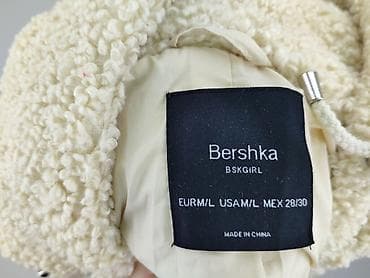 Bershka
BSKGIRL
EURM/L USAM/L MEX 28/30
MADE IN CHINA